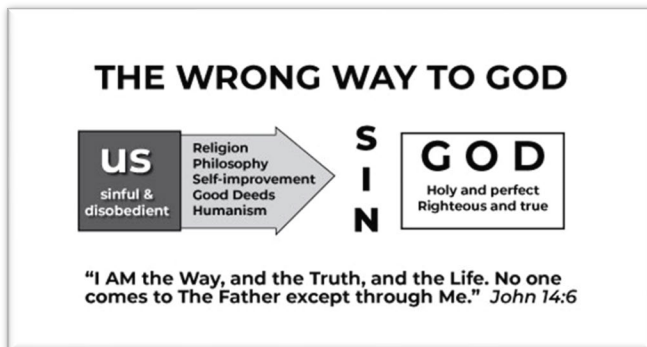 THE WRONG WAY TO GOD
us
sinful &
disobedient
Religion
Philosophy
Self-improvement
Good Deeds
Humanism
S
I
N
GOD
Holy and perfect
Righteous and true
“I AM the Way, and the Truth, and the Life. No one
comes to The Father except through Me.” John 14:6